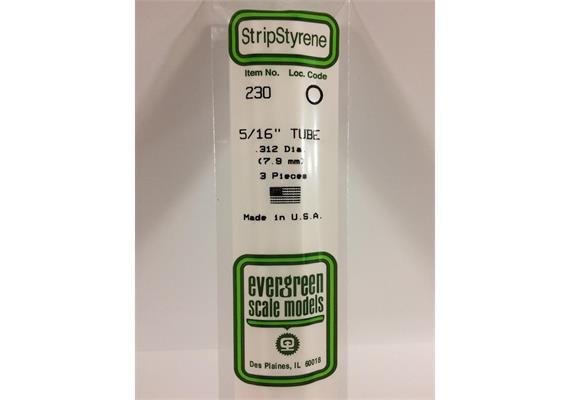 StripStyrene
Item No. Loc. Code
230 O
5/16" TUBE
.312 Dia.
(7.9 mm)
3 Pieces
Made in U.S.A.
evergreen
scale models
Des Plaines, IL 60018